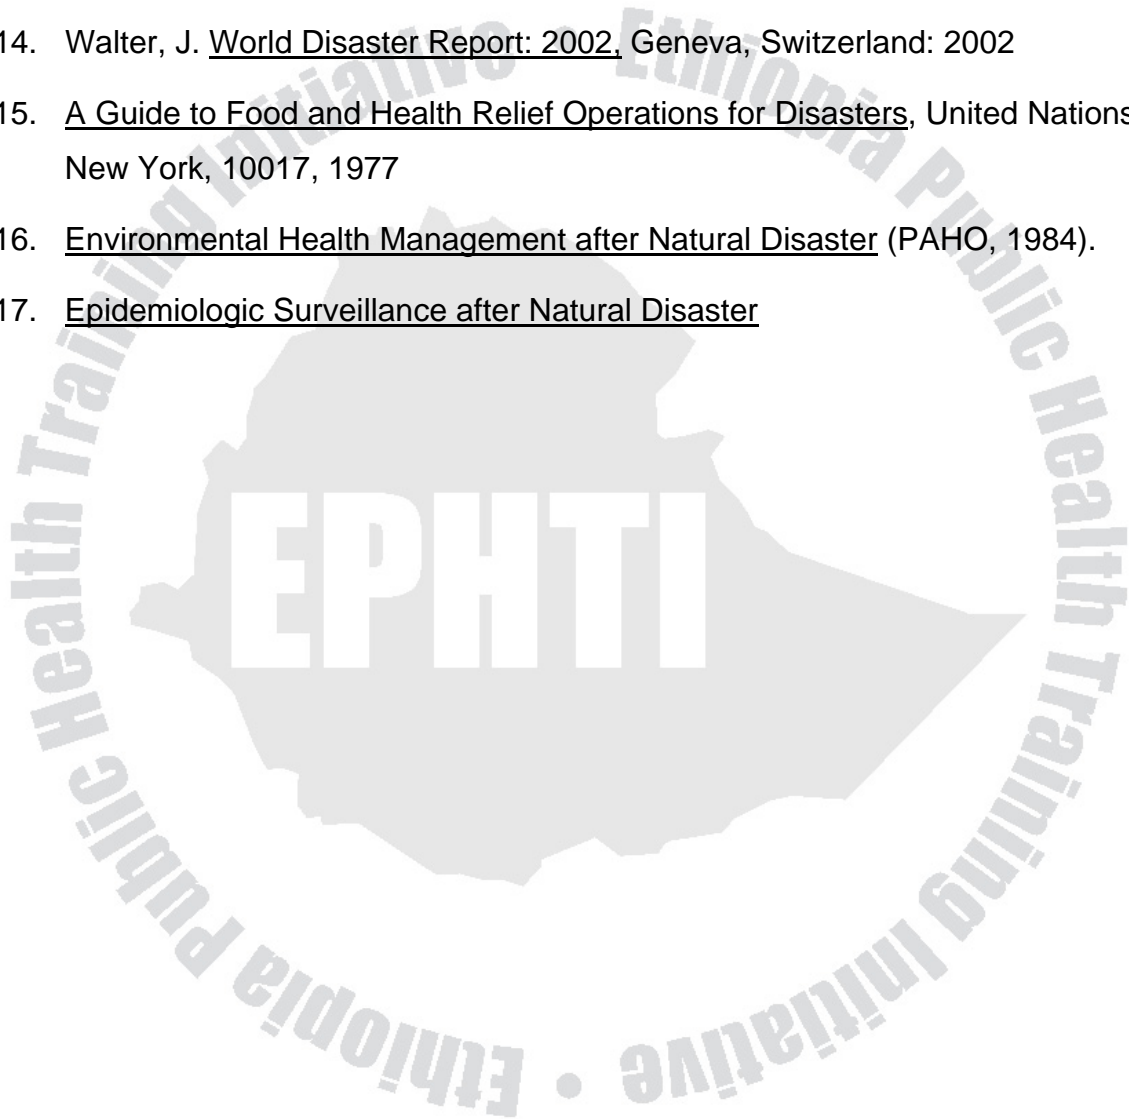 14. Walter, J. World Disaster Report: 2002, Geneva, Switzerland: 2002
15. A Guide to Food and Health Relief Operations for Disasters, United Nations
New York, 10017, 1977
16. Environmental Health Management after Natural Disaster (PAHO, 1984).
17. Epidemiologic Surveillance after Natural Disaster
EPHTI
Ethiopia Public Health Training Initiative • Ethiopia Public Health Training Initiative •